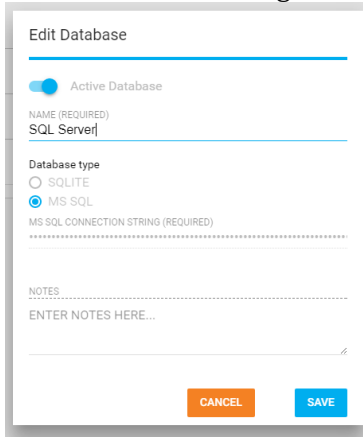 Edit Database
Active Database
NAME (REQUIRED)
SQL Server
Database type
SQLITE
MS SQL
MS SQL CONNECTION STRING (REQUIRED)
NOTES
ENTER NOTES HERE...
CANCEL SAVE